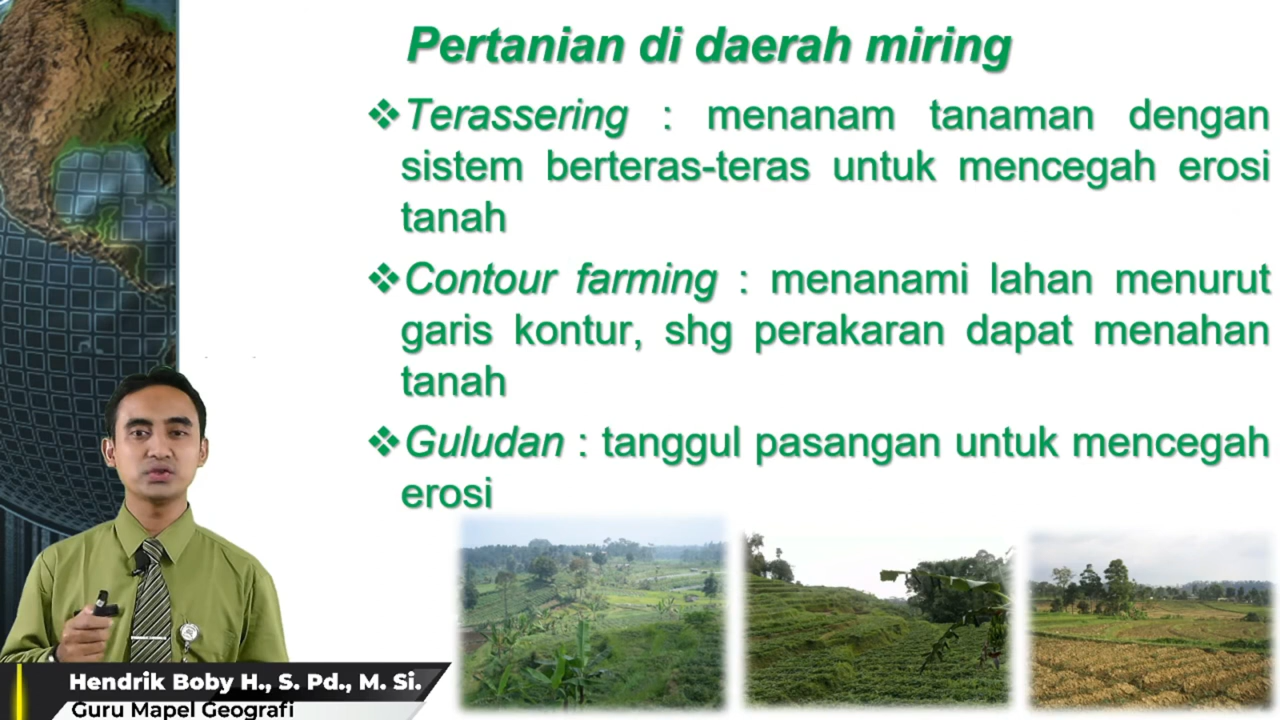 Pertanian di daerah miring
❖Terassering : menanam tanaman dengan
sistem berteras-teras untuk mencegah erosi
tanah
❖Contour farming : menanami lahan menurut
garis kontur, shg perakaran dapat menahan
tanah
❖Guludan : tanggul pasangan untuk mencegah
erosi
Hendrik Boby H., S. Pd., M. Si.
Guru Mapel Geografi